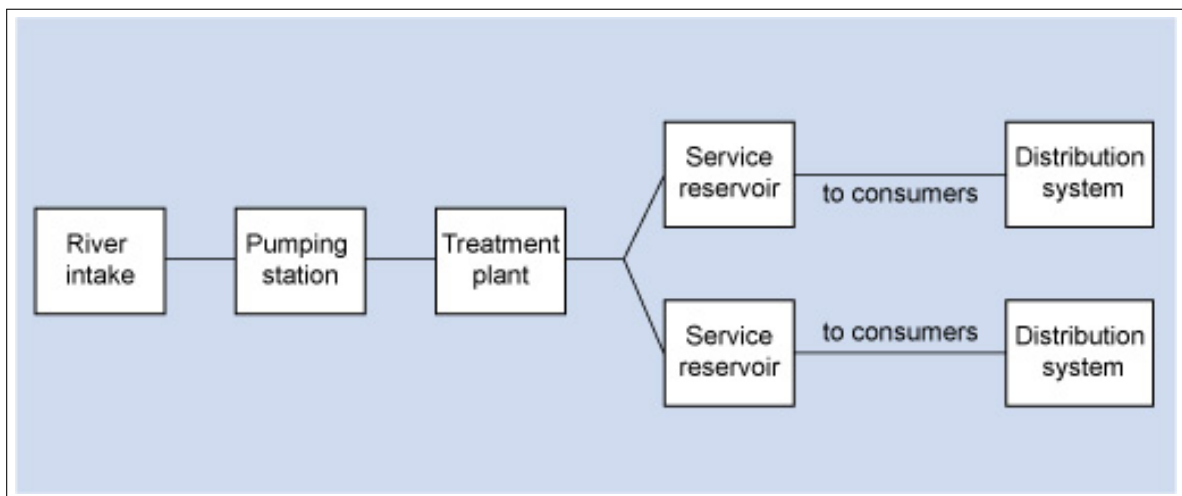 River
intake
Pumping
station
Treatment
plant
Service
reservoir
to consumers
Distribution
system
Service
reservoir
to consumers
Distribution
system